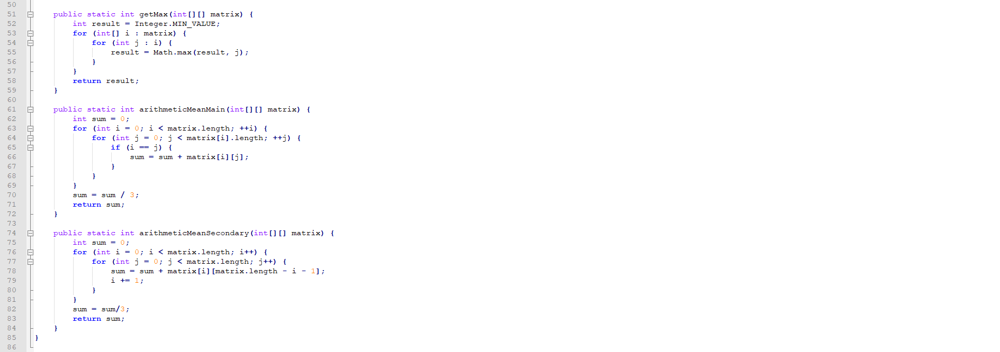 50
51 public static int getMax(int[][] matrix) {
52 int result = Integer.MIN_VALUE;
53 for (int[] i : matrix) {
54 for (int j : i) {
55 result = Math.max(result, j);
56 }
57 }
58 return result;
59 }
60
61 public static int arithmeticMeanMain(int[][] matrix) {
62 int sum = 0;
63 for (int i = 0; i < matrix.length; ++i) {
64 for (int j = 0; j < matrix[i].length; ++j) {
65 if (i == j) {
66 sum = sum + matrix[i][j];
67 }
68 }
69 }
70 sum = sum / 3;
71 return sum;
72 }
73
74 public static int arithmeticMeanSecondary(int[][] matrix) {
75 int sum = 0;
76 for (int i = 0; i < matrix.length; i++) {
77 for (int j = 0; j < matrix.length; j++) {
78 sum = sum + matrix[i][matrix.length - i - 1];
79 i += 1;
80 }
81 }
82 sum = sum/3;
83 return sum;
84 }
85 }
86